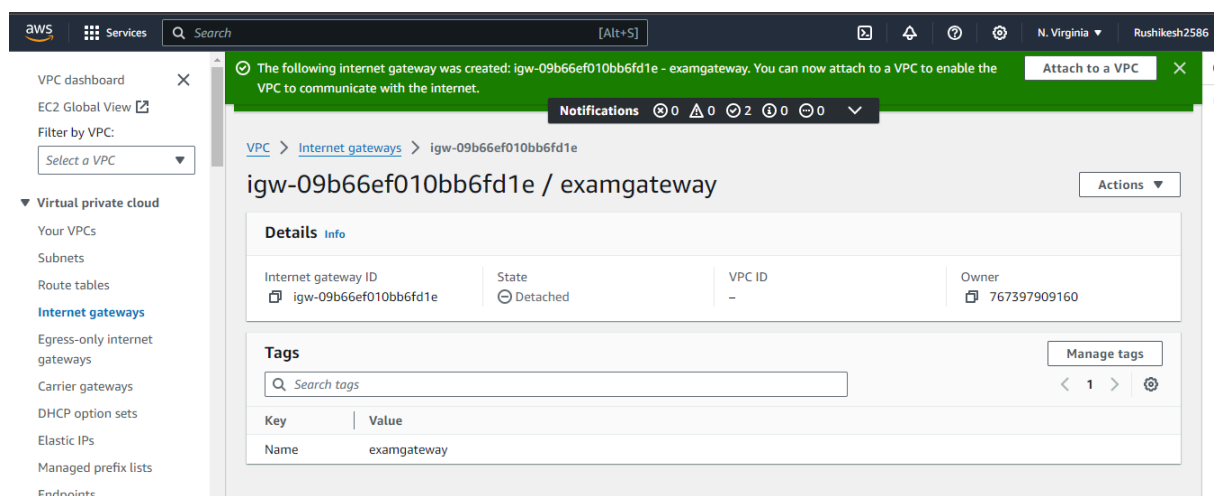 aws Services Search [Alt+S] N. Virginia Rushikesh2586
VPC dashboard
EC2 Global View
Filter by VPC:
Select a VPC
Virtual private cloud
Your VPCs
Subnets
Route tables
Internet gateways
Egress-only internet
gateways
Carrier gateways
DHCP option sets
Elastic IPs
Managed prefix lists
Endpoints
The following internet gateway was created: igw-09b66ef010bb6fd1e - examgateway. You can now attach to a VPC to enable the
VPC to communicate with the internet.
Attach to a VPC
Notifications 0 0 2 0 0
VPC > Internet gateways > igw-09b66ef010bb6fd1e
igw-09b66ef010bb6fd1e / examgateway
Actions
Details Info
Internet gateway ID
igw-09b66ef010bb6fd1e
State
Detached
VPC ID
–
Owner
767397909160
Tags
Manage tags
Search tags
1
Key Value
Name examgateway